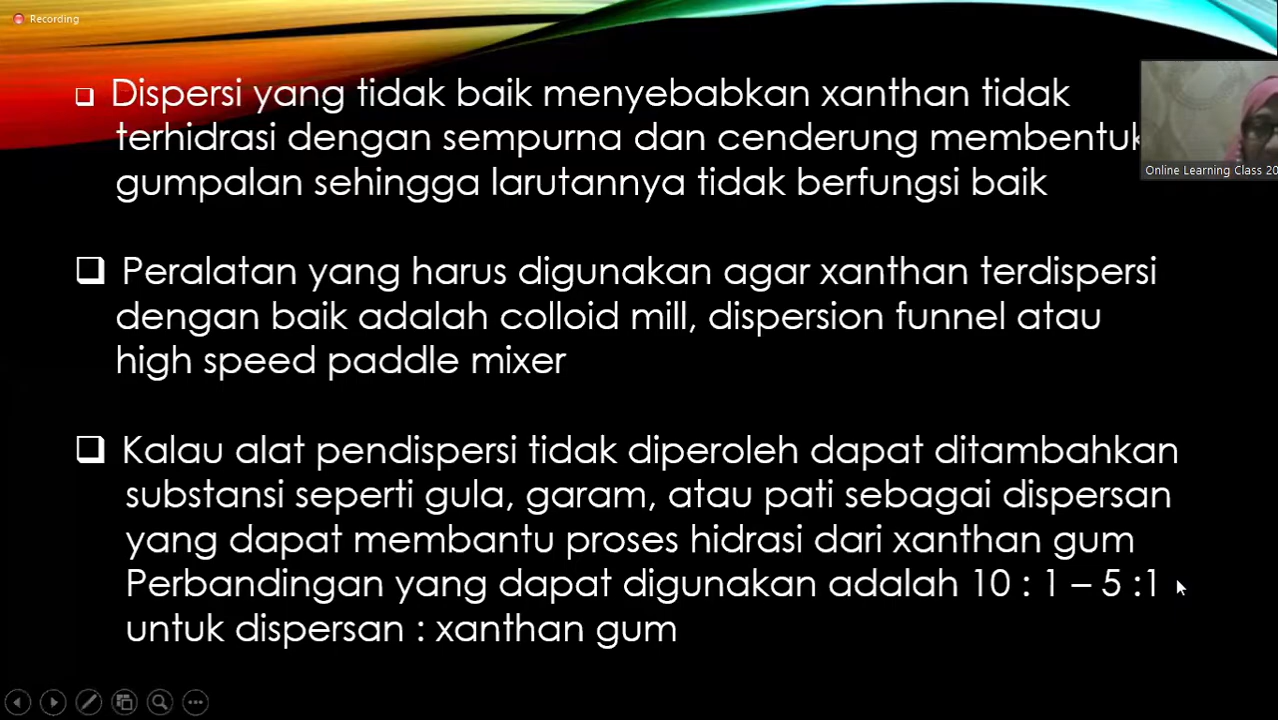 Recording
Dispersi yang tidak baik menyebabkan xanthan tidak
terhidrasi dengan sempurna dan cenderung membentuk
gumpalan sehingga larutannya tidak berfungsi baik
Online Learning Class 20
Peralatan yang harus digunakan agar xanthan terdispersi
dengan baik adalah colloid mill, dispersion funnel atau
high speed paddle mixer
Kalau alat pendispersi tidak diperoleh dapat ditambahkan
substansi seperti gula, garam, atau pati sebagai dispersan
yang dapat membantu proses hidrasi dari xanthan gum
Perbandingan yang dapat digunakan adalah 10 : 1 – 5 :1
untuk dispersan : xanthan gum